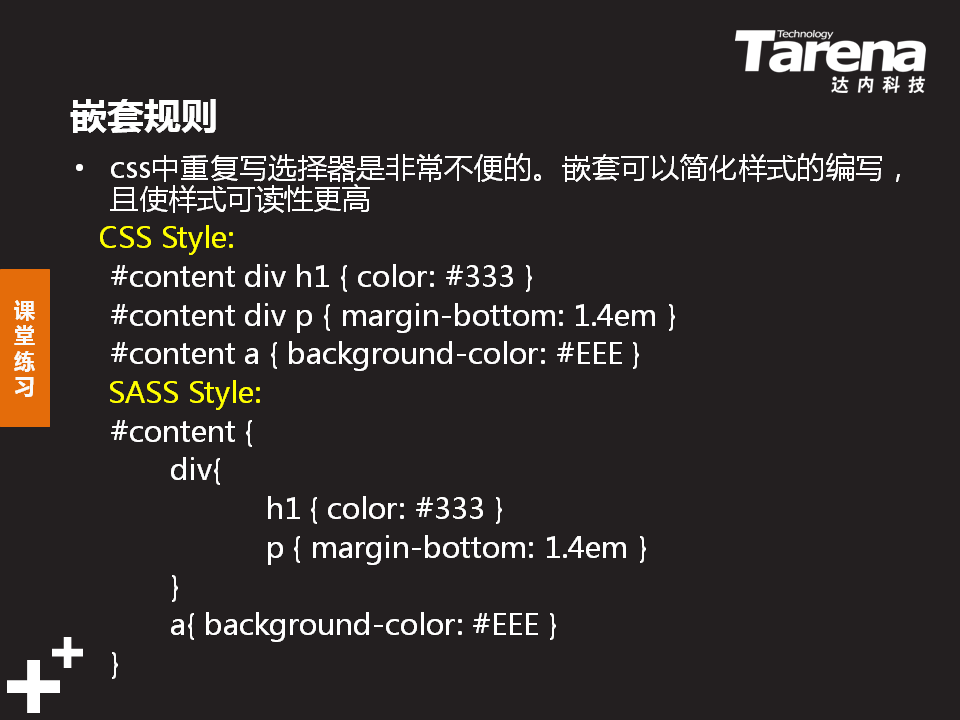 Technology
Tarena
达内科技
嵌套规则
• css中重复写选择器是非常不便的。嵌套可以简化样式的编写，
且使样式可读性更高
CSS Style:
#content div h1 { color: #333 }
#content div p { margin-bottom: 1.4em }
#content a { background-color: #EEE }
SASS Style:
#content {
div{
h1 { color: #333 }
p { margin-bottom: 1.4em }
}
a{ background-color: #EEE }
}
课
堂
练
习